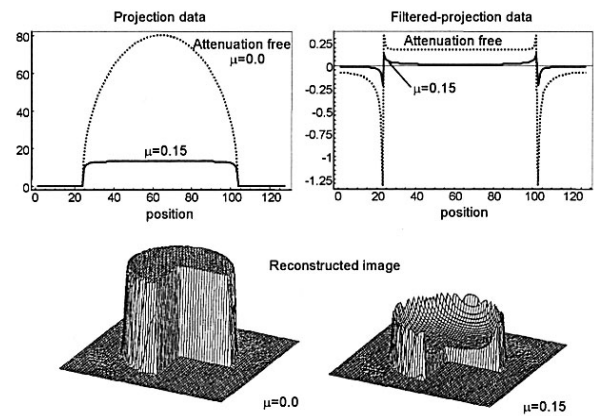 Projection data
80
60
40
20
0
Attenuation free
μ=0.0
μ=0.15
0 20 40 60 80 100 120
position
Filtered-projection data
0.25
0
-0.25
-0.5
-0.75
-1
-1.25
Attenuation free
μ=0.15
0 20 40 60 80 100 120
position
Reconstructed image
μ=0.0
μ=0.15